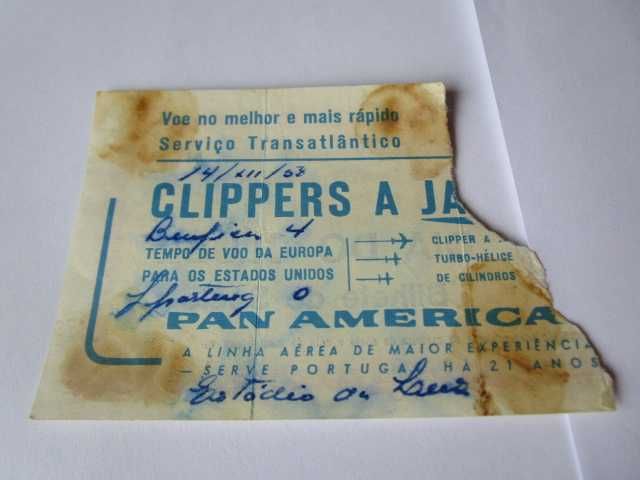 Voe no melhor e mais rápido
Serviço Transatlântico
14/XII/58
CLIPPERS A JA
Benfica 4
TEMPO DE VOO DA EUROPA
PARA OS ESTADOS UNIDOS
CLIPPER A J
TURBO-HÉLICE
DE CILINDROS
Sporting 0
PAN AMERICA
A LINHA AÉREA DE MAIOR EXPERIÊNCIA
— SERVE PORTUGAL HÁ 21 ANOS
Estádio da Luz